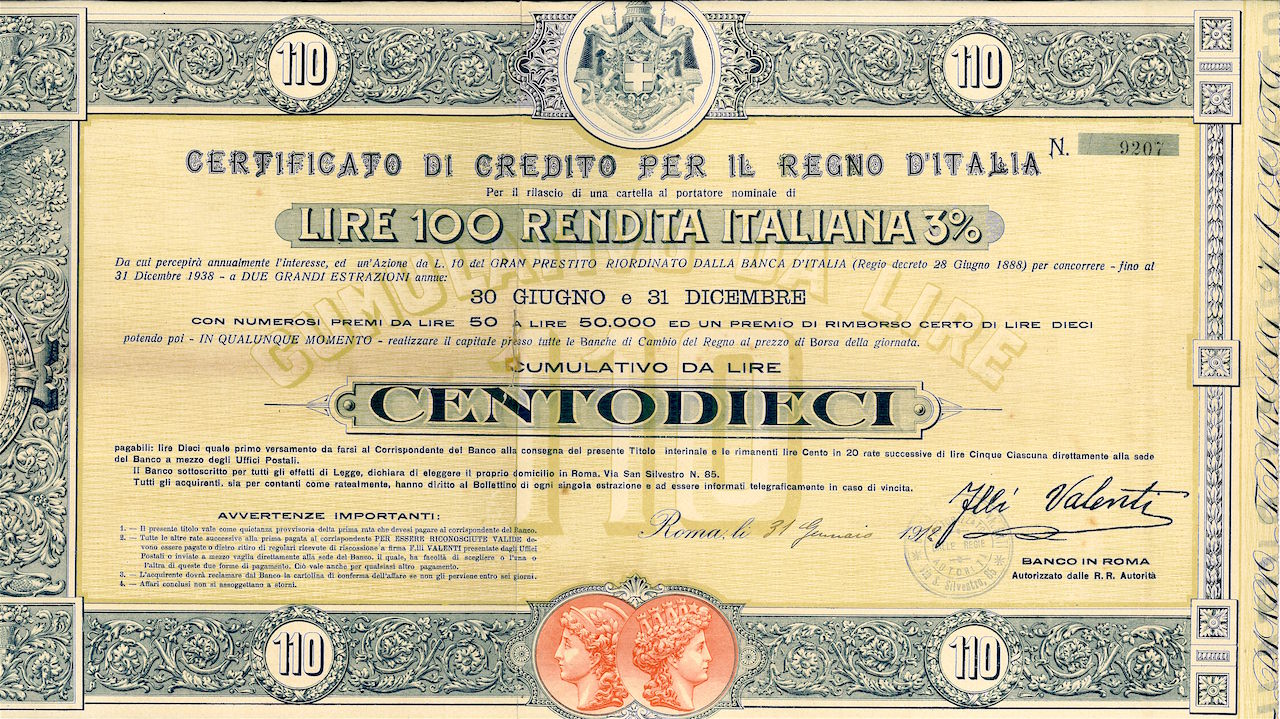 110
110
CERTIFICATO DI CREDITO PER IL REGNO D'ITALIA
N. 9207
Per il rilascio di una cartella al portatore nominale di
LIRE 100 RENDITA ITALIANA 3%
Da cui percepirà annualmente l'interesse, ed un'Azione da L. 10 del GRAN PRESTITO RIORDINATO DALLA BANCA D'ITALIA (Regio decreto 28 Giugno 1888) per concorrere - fino al
31 Dicembre 1938 - a DUE GRANDI ESTRAZIONI annue:
30 GIUGNO e 31 DICEMBRE
CON NUMEROSI PREMI DA LIRE 50 A LIRE 50.000 ED UN PREMIO DI RIMBORSO CERTO DI LIRE DIECI
potendo poi - IN QUALUNQUE MOMENTO - realizzare il capitale presso tutte le Banche di Cambio del Regno al prezzo di Borsa della giornata.
CUMULATIVO DA LIRE
110
CUMULATIVO DA LIRE
CENTODIECI
pagabili: lire Dieci quale primo versamento da farsi al Corrispondente del Banco alla consegna del presente Titolo interinale e le rimanenti lire Cento in 20 rate successive di lire Cinque Ciascuna direttamente alla sede
del Banco a mezzo degli Uffici Postali.
Il Banco sottoscritto per tutti gli effetti di Legge, dichiara di eleggere il proprio domicilio in Roma, Via San Silvestro N. 85.
Tutti gli acquirenti, sia per contanti come ratealmente, hanno diritto al Bollettino di ogni singola estrazione e ad essere informati telegraficamente in caso di vincita.
AVVERTENZE IMPORTANTI:
1. — Il presente titolo vale come quietanza provvisoria della prima rata che devesi pagare al corrispondente del Banco.
2. — Tutte le altre rate successive alla prima pagata al corrispondente PER ESSERE RICONOSCIUTE VALIDE de-
vono essere pagate o dietro ritiro di regolari ricevute di riscossione a firma F.lli VALENTI presentate dagli Uffici
Postali o inviate a mezzo vaglia direttamente alla sede del Banco, il quale, ha facoltà di scegliere o l'una o
l'altra di queste due forme di pagamento. Ciò vale anche per qualsiasi altro pagamento.
3. — L'acquirente dovrà reclamare dal Banco la cartolina di conferma dell'affare se non gli perviene entro sei giorni.
4. — Affari conclusi non si assoggettano a storni.
Roma, li 31 Gennaio 1912
Flli Valenti
BANCO IN ROMA
Autorizzato dalle R.R. Autorità
110
110